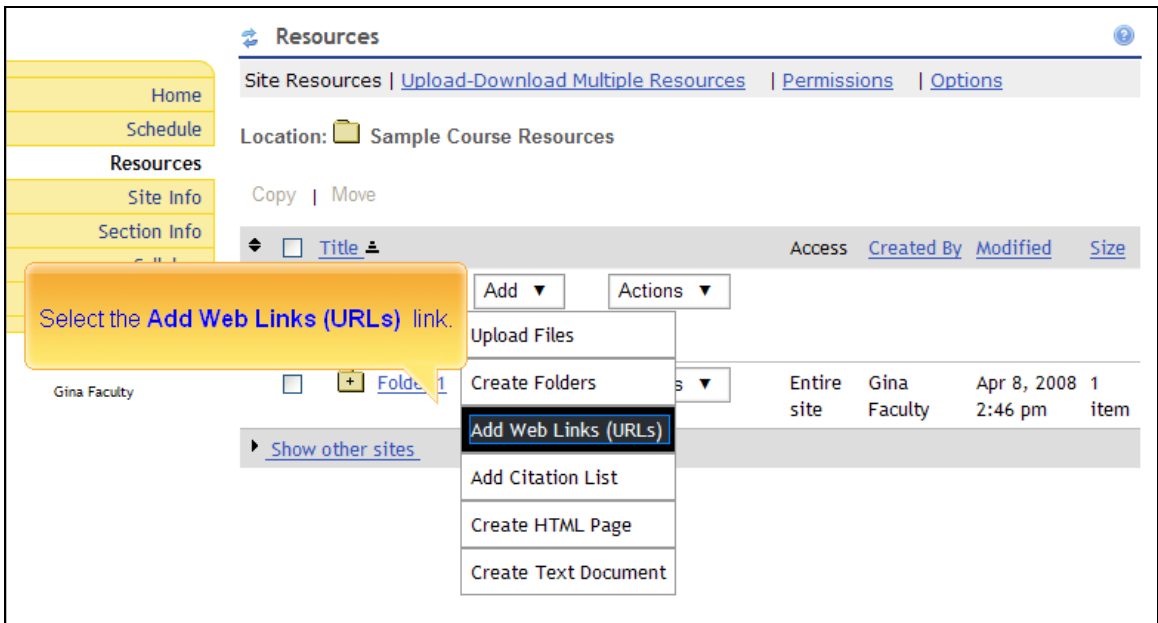 Resources
Site Resources | Upload-Download Multiple Resources | Permissions | Options
Home
Schedule
Resources
Site Info
Section Info
Location: Sample Course Resources
Copy | Move
Title Access Created By Modified Size
Add ▼ Actions ▼
Select the Add Web Links (URLs) link.
Upload Files
Create Folders
Add Web Links (URLs)
Add Citation List
Create HTML Page
Create Text Document
Gina Faculty
Entire site Gina Faculty Apr 8, 2008 2:46 pm 1 item
Show other sites